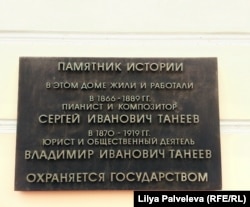 ПАМЯТНИК ИСТОРИИ
В ЭТОМ ДОМЕ ЖИЛИ И РАБОТАЛИ
В 1866-1889 ГГ.
ПИАНИСТ И КОМПОЗИТОР
СЕРГЕЙ ИВАНОВИЧ ТАНЕЕВ
В 1870-1919 ГГ.
ЮРИСТ И ОБЩЕСТВЕННЫЙ ДЕЯТЕЛЬ
ВЛАДИМИР ИВАНОВИЧ ТАНЕЕВ
ОХРАНЯЕТСЯ ГОСУДАРСТВОМ
Lilya Palveleva (RFE/RL)